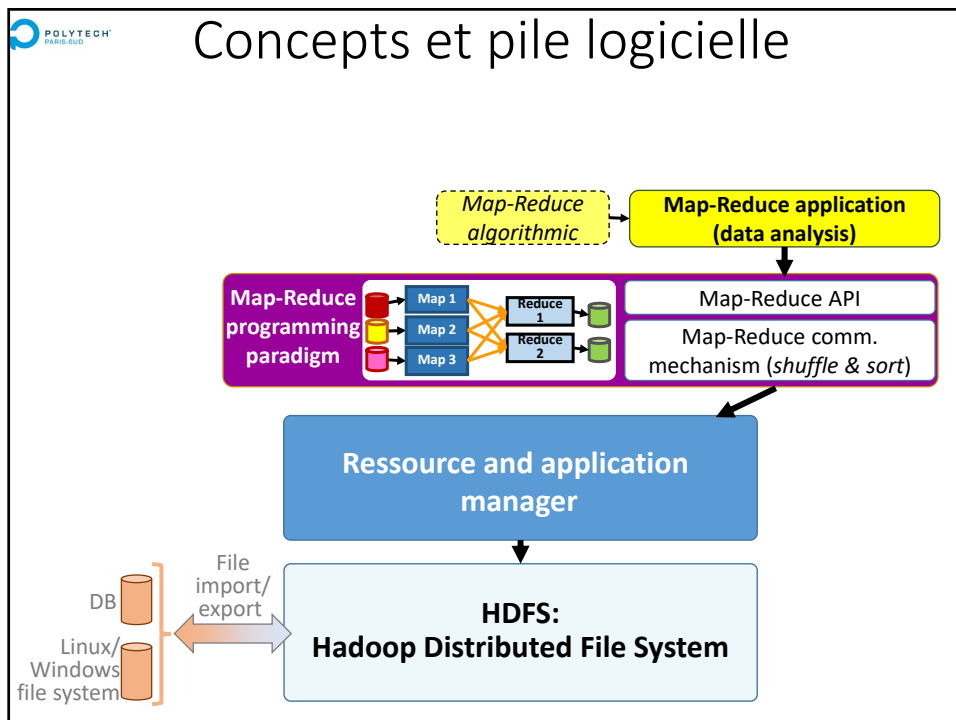 POLYTECH'
PARIS-SUD
Concepts et pile logicielle
Map-Reduce
algorithmic
Map-Reduce application
(data analysis)
Map-Reduce
programming
paradigm
Map 1
Map 2
Map 3
Reduce
1
Reduce
2
Map-Reduce API
Map-Reduce comm.
mechanism (shuffle & sort)
Ressource and application
manager
File
import/
export
DB
Linux/
Windows
file system
HDFS:
Hadoop Distributed File System